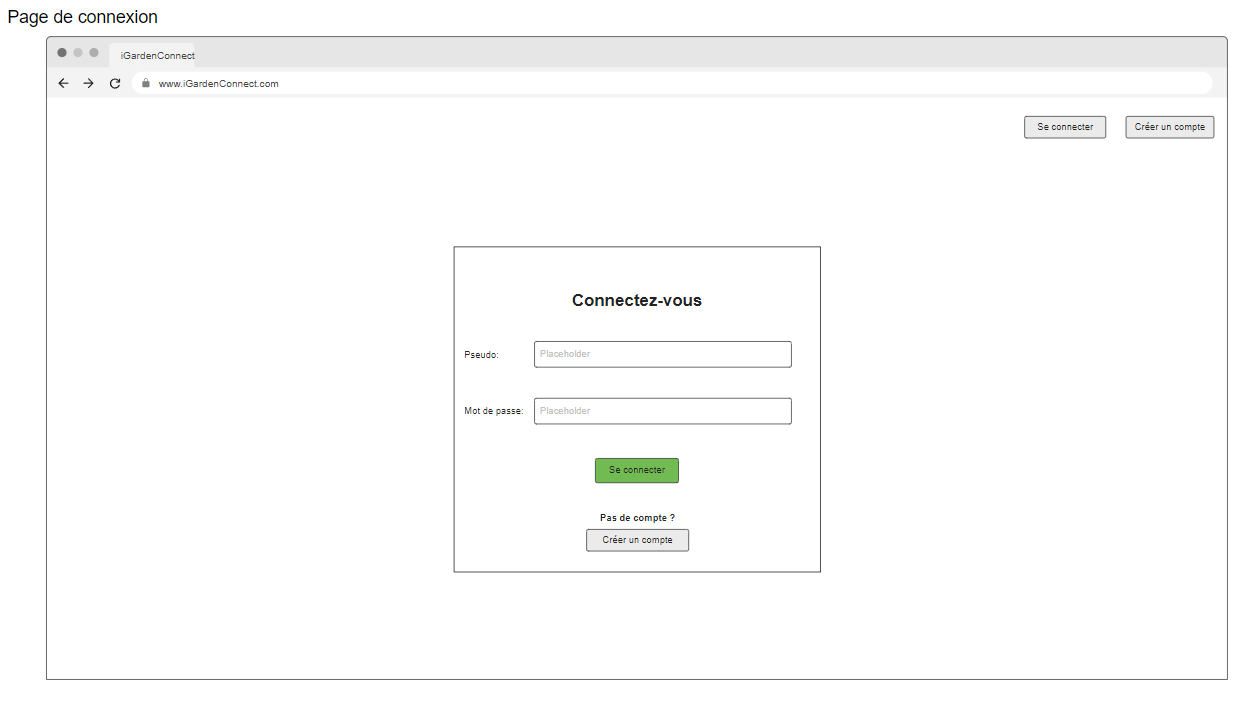 Page de connexion
iGardenConnect
www.iGardenConnect.com
Se connecter
Créer un compte
Connectez-vous
Pseudo:
Placeholder
Mot de passe:
Placeholder
Se connecter
Pas de compte ?
Créer un compte